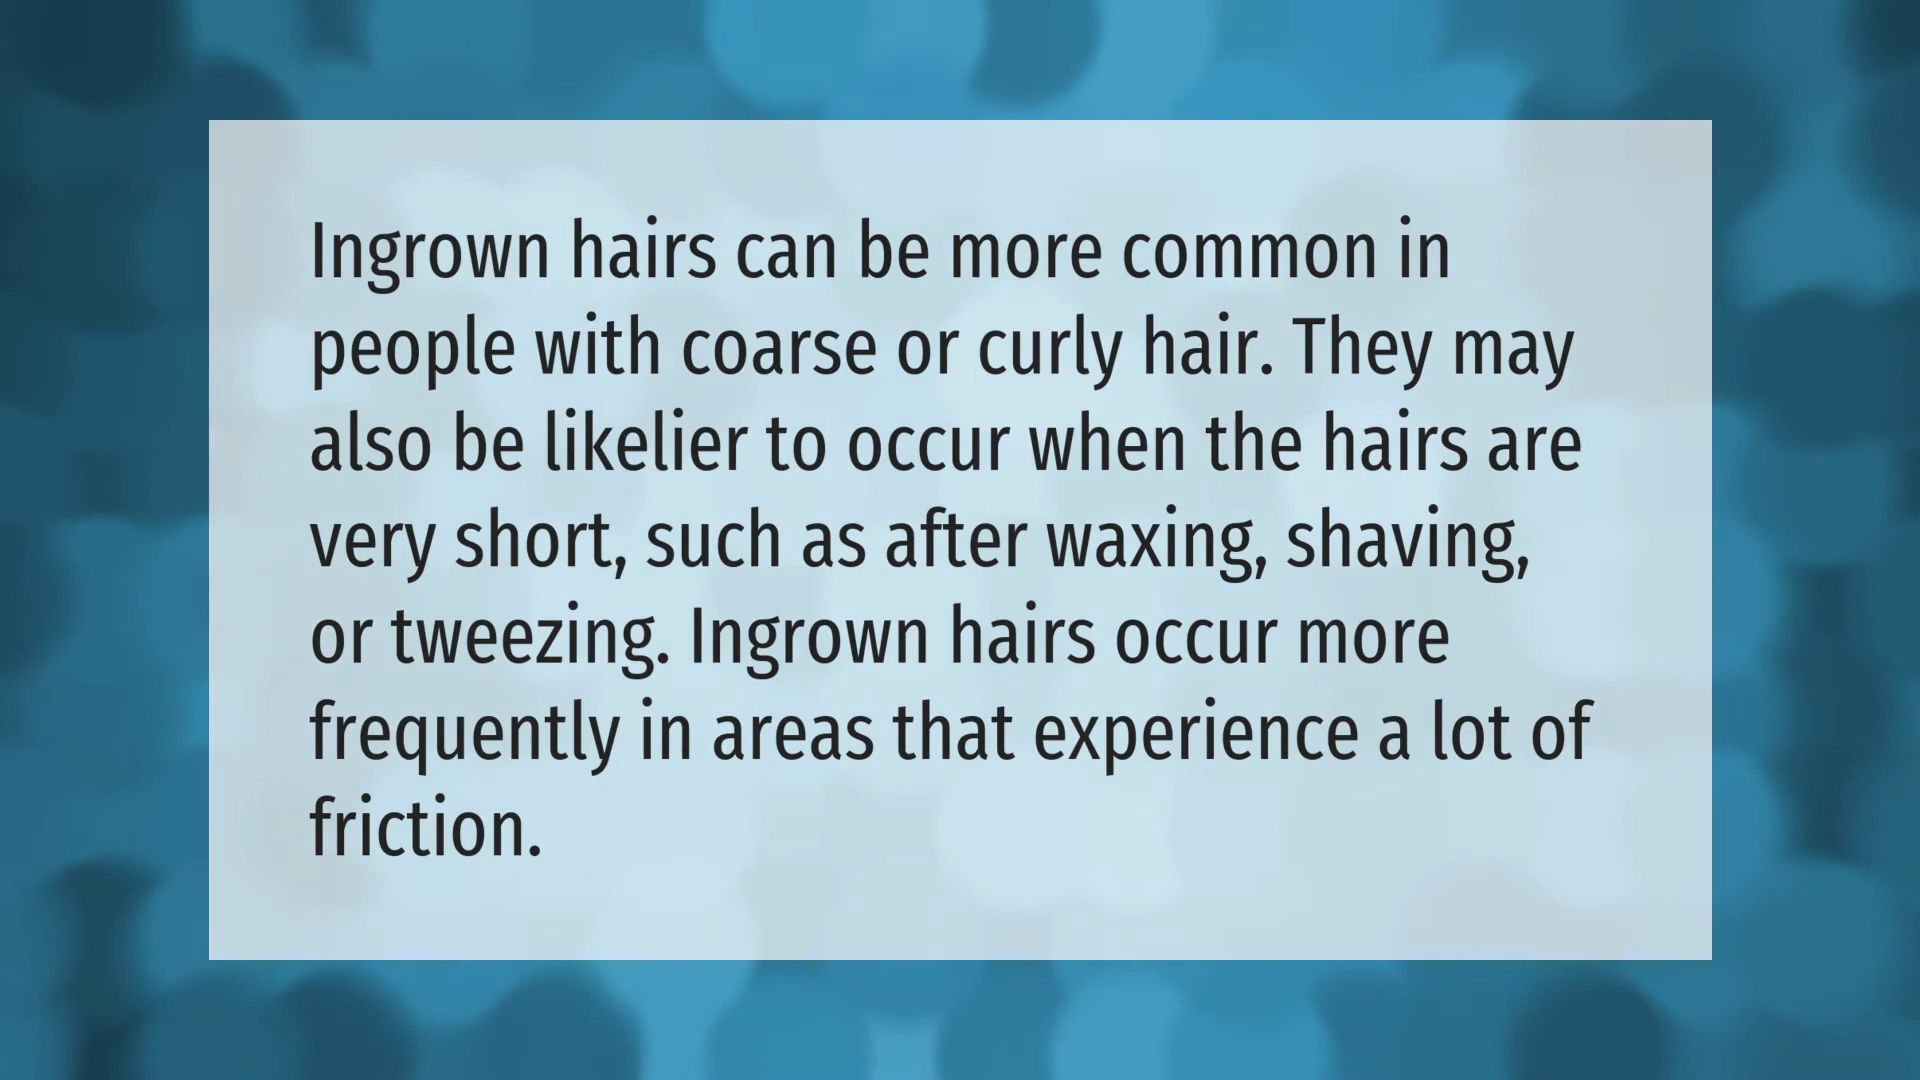 Ingrown hairs can be more common in
people with coarse or curly hair. They may
also be likelier to occur when the hairs are
very short, such as after waxing, shaving,
or tweezing. Ingrown hairs occur more
frequently in areas that experience a lot of
friction.